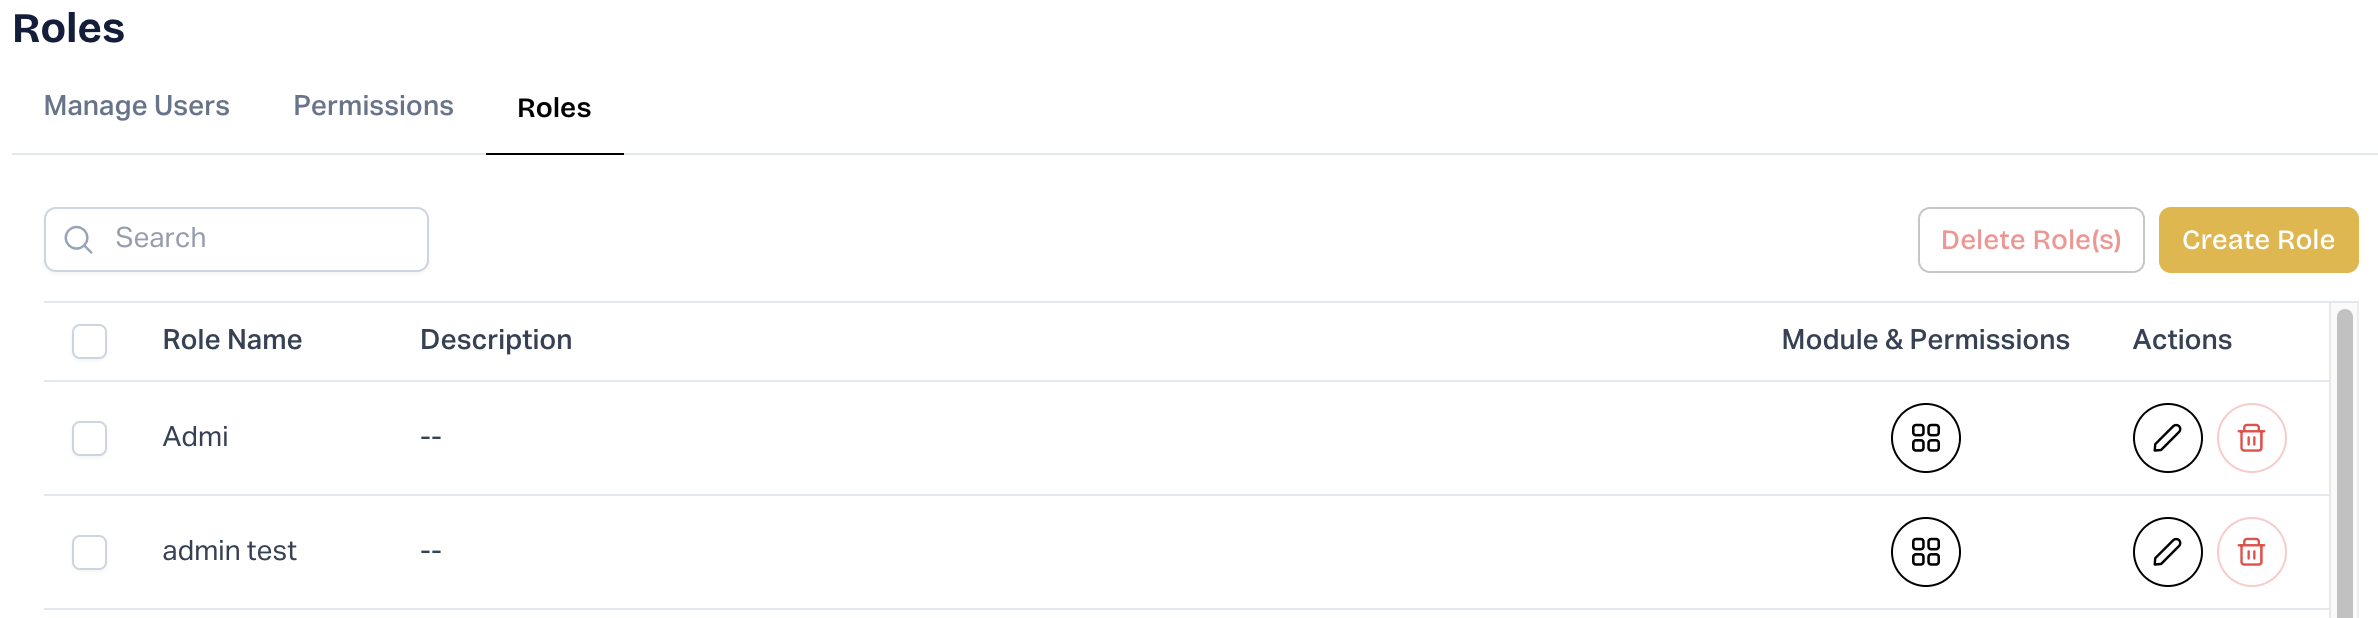 Roles
Manage Users Permissions Roles
Search Delete Role(s) Create Role
Role Name Description Module & Permissions Actions
Admi --
admin test --